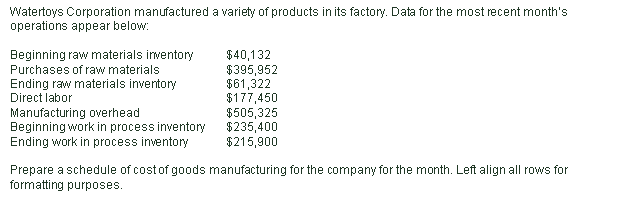 Watertoys Corporation manufactured a variety of products in its factory. Data for the most recent month's
operations appear below:
Beginning raw materials inventory $40,132
Purchases of raw materials $395,952
Ending raw materials inventory $61,322
Direct labor $177,450
Manufacturing overhead $505,325
Beginning work in process inventory $235,400
Ending work in process inventory $215,900
Prepare a schedule of cost of goods manufacturing for the company for the month. Left align all rows for
formatting purposes.